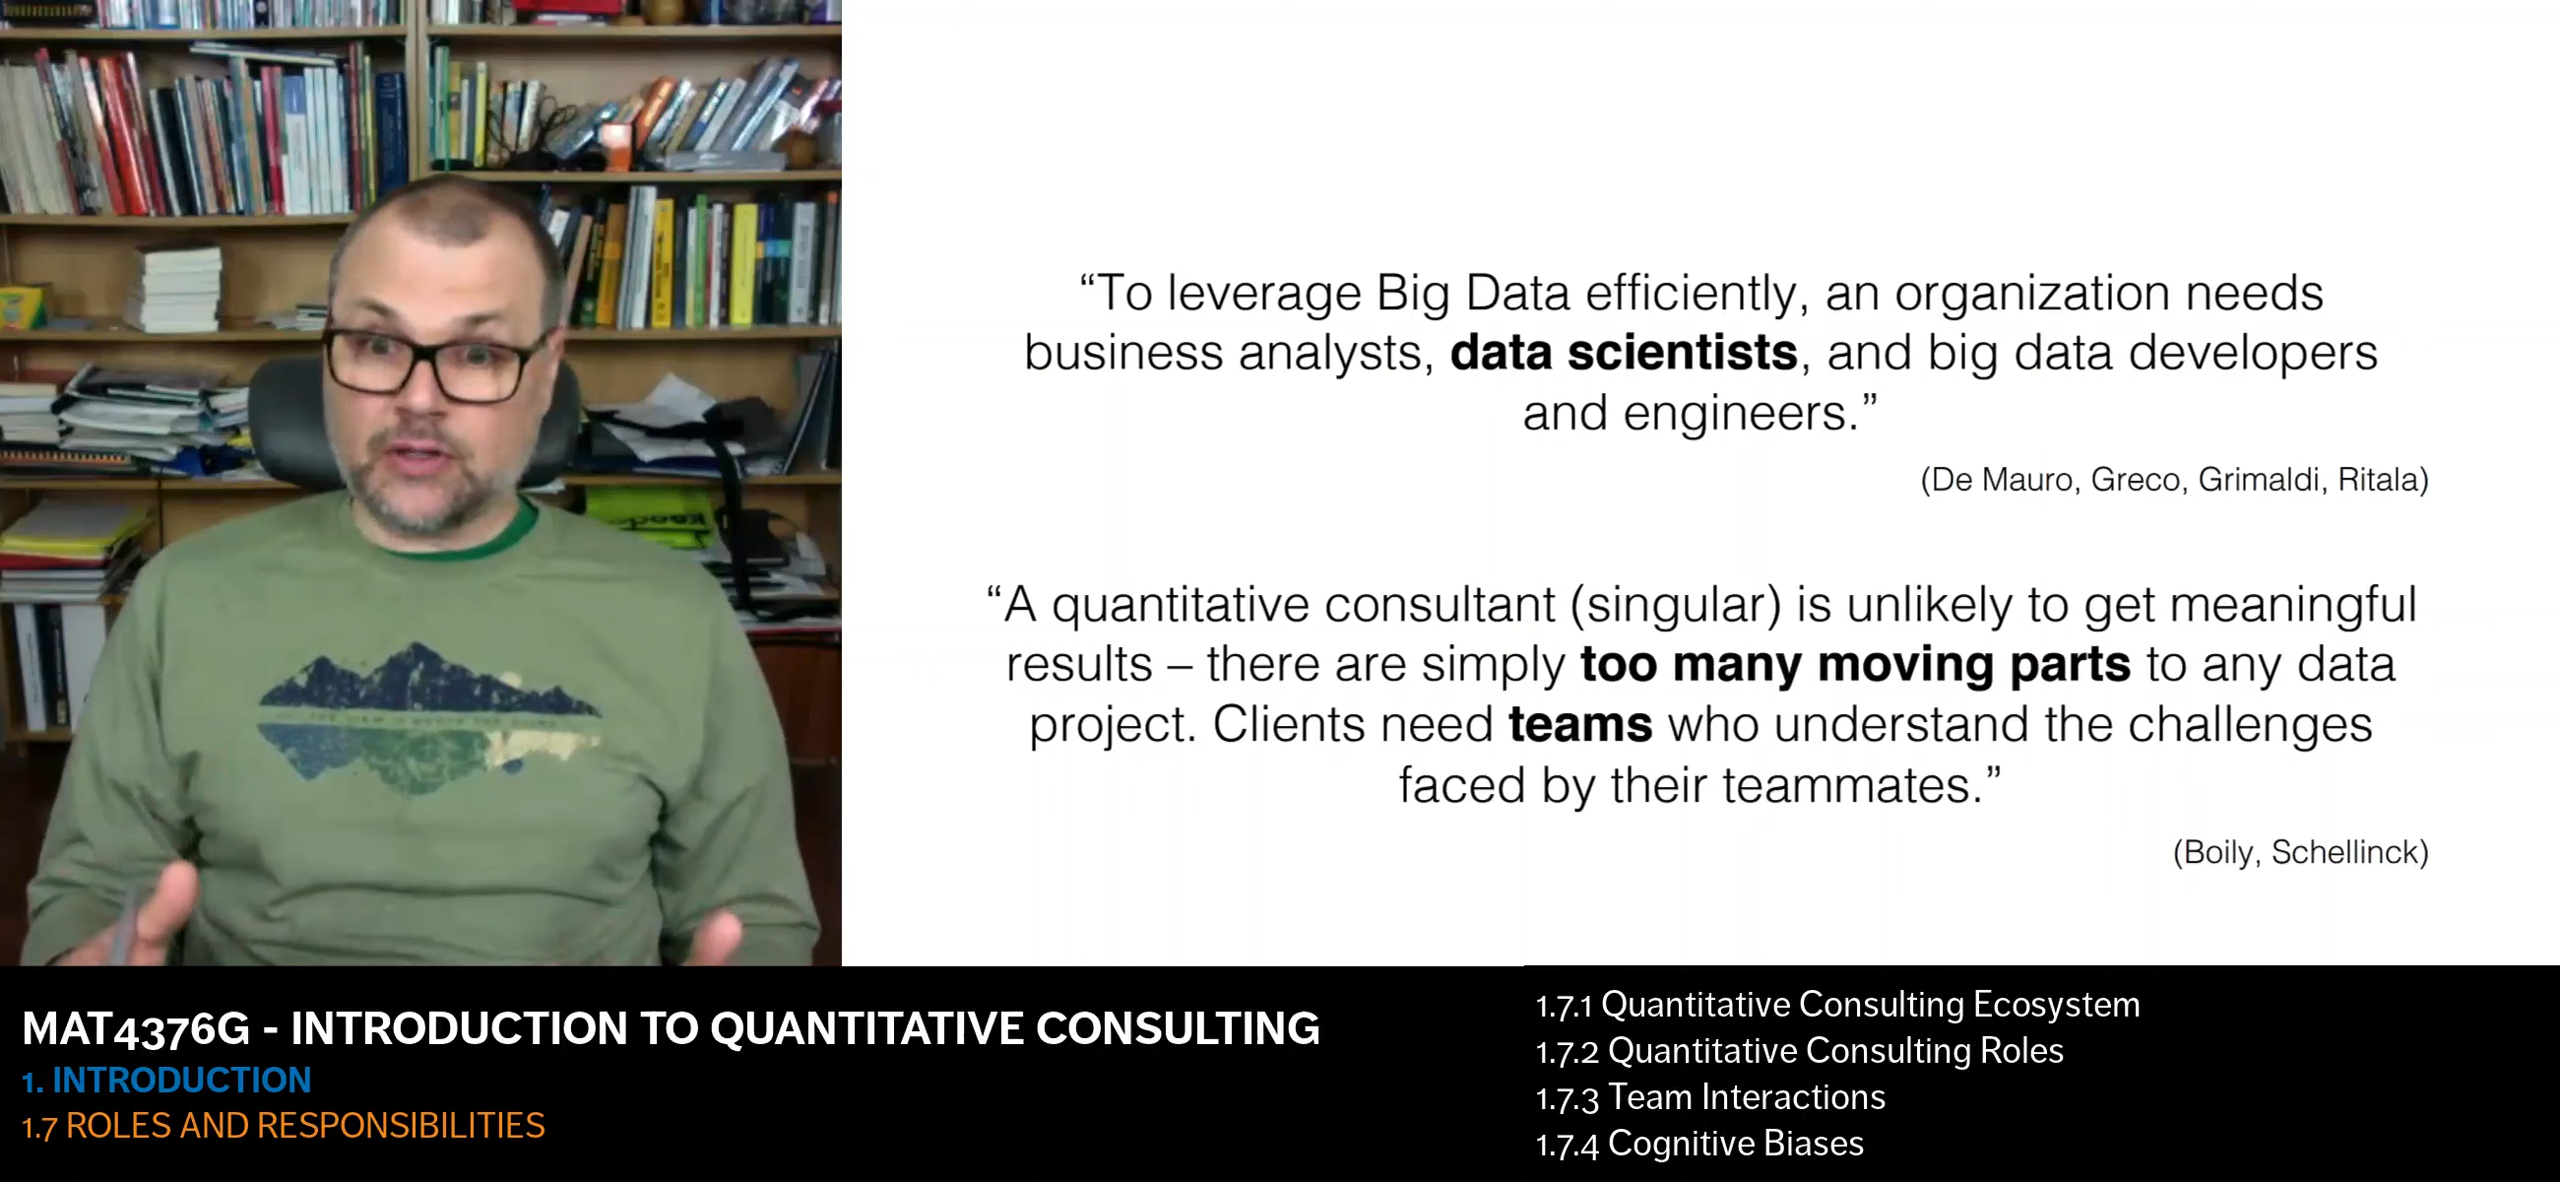 “To leverage Big Data efficiently, an organization needs
business analysts, data scientists, and big data developers
and engineers.”
(De Mauro, Greco, Grimaldi, Ritala)
“A quantitative consultant (singular) is unlikely to get meaningful
results – there are simply too many moving parts to any data
project. Clients need teams who understand the challenges
faced by their teammates.”
(Boily, Schellinck)
MAT4376G - INTRODUCTION TO QUANTITATIVE CONSULTING
1. INTRODUCTION
1.7 ROLES AND RESPONSIBILITIES
1.7.1 Quantitative Consulting Ecosystem
1.7.2 Quantitative Consulting Roles
1.7.3 Team Interactions
1.7.4 Cognitive Biases